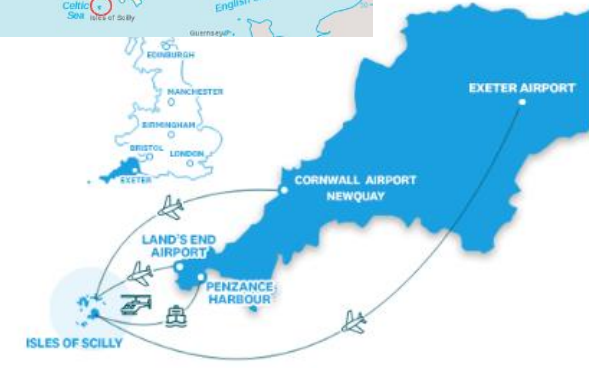 Celtic
Sea
Isles of Scilly
English
Guernsey
EDINBURGH
MANCHESTER
BIRMINGHAM
BRISTOL
LONDON
EXETER
EXETER AIRPORT
CORNWALL AIRPORT
NEWQUAY
LAND'S END
AIRPORT
PENZANCE
HARBOUR
ISLES OF SCILLY